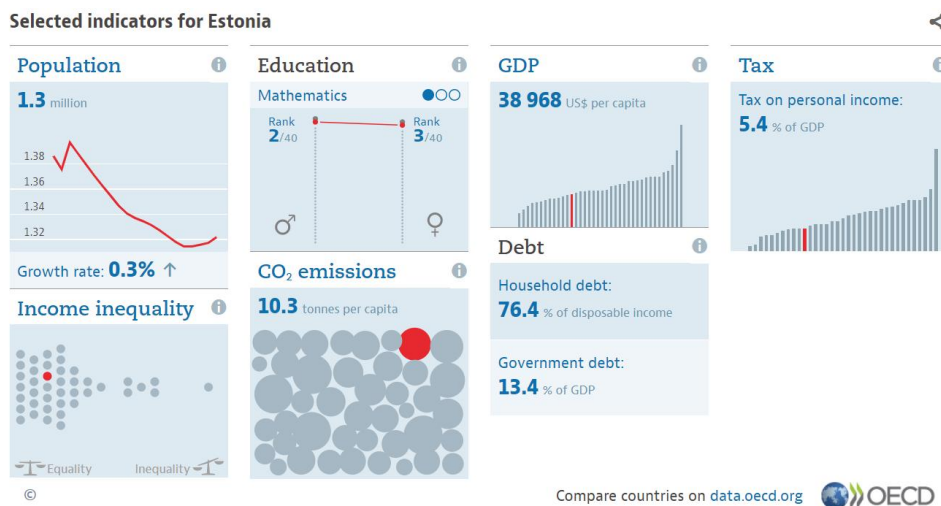 Selected indicators for Estonia
Population
1.3 million
1.38
1.36
1.34
1.32
Growth rate: 0.3% ↑
Income inequality
Equality
Inequality
Education
Mathematics
Rank
2/40
Rank
3/40
CO₂ emissions
10.3 tonnes per capita
GDP
38 968 US$ per capita
Debt
Household debt:
76.4 % of disposable income
Government debt:
13.4 % of GDP
Tax
Tax on personal income:
5.4 % of GDP
©
Compare countries on data.oecd.org
OECD